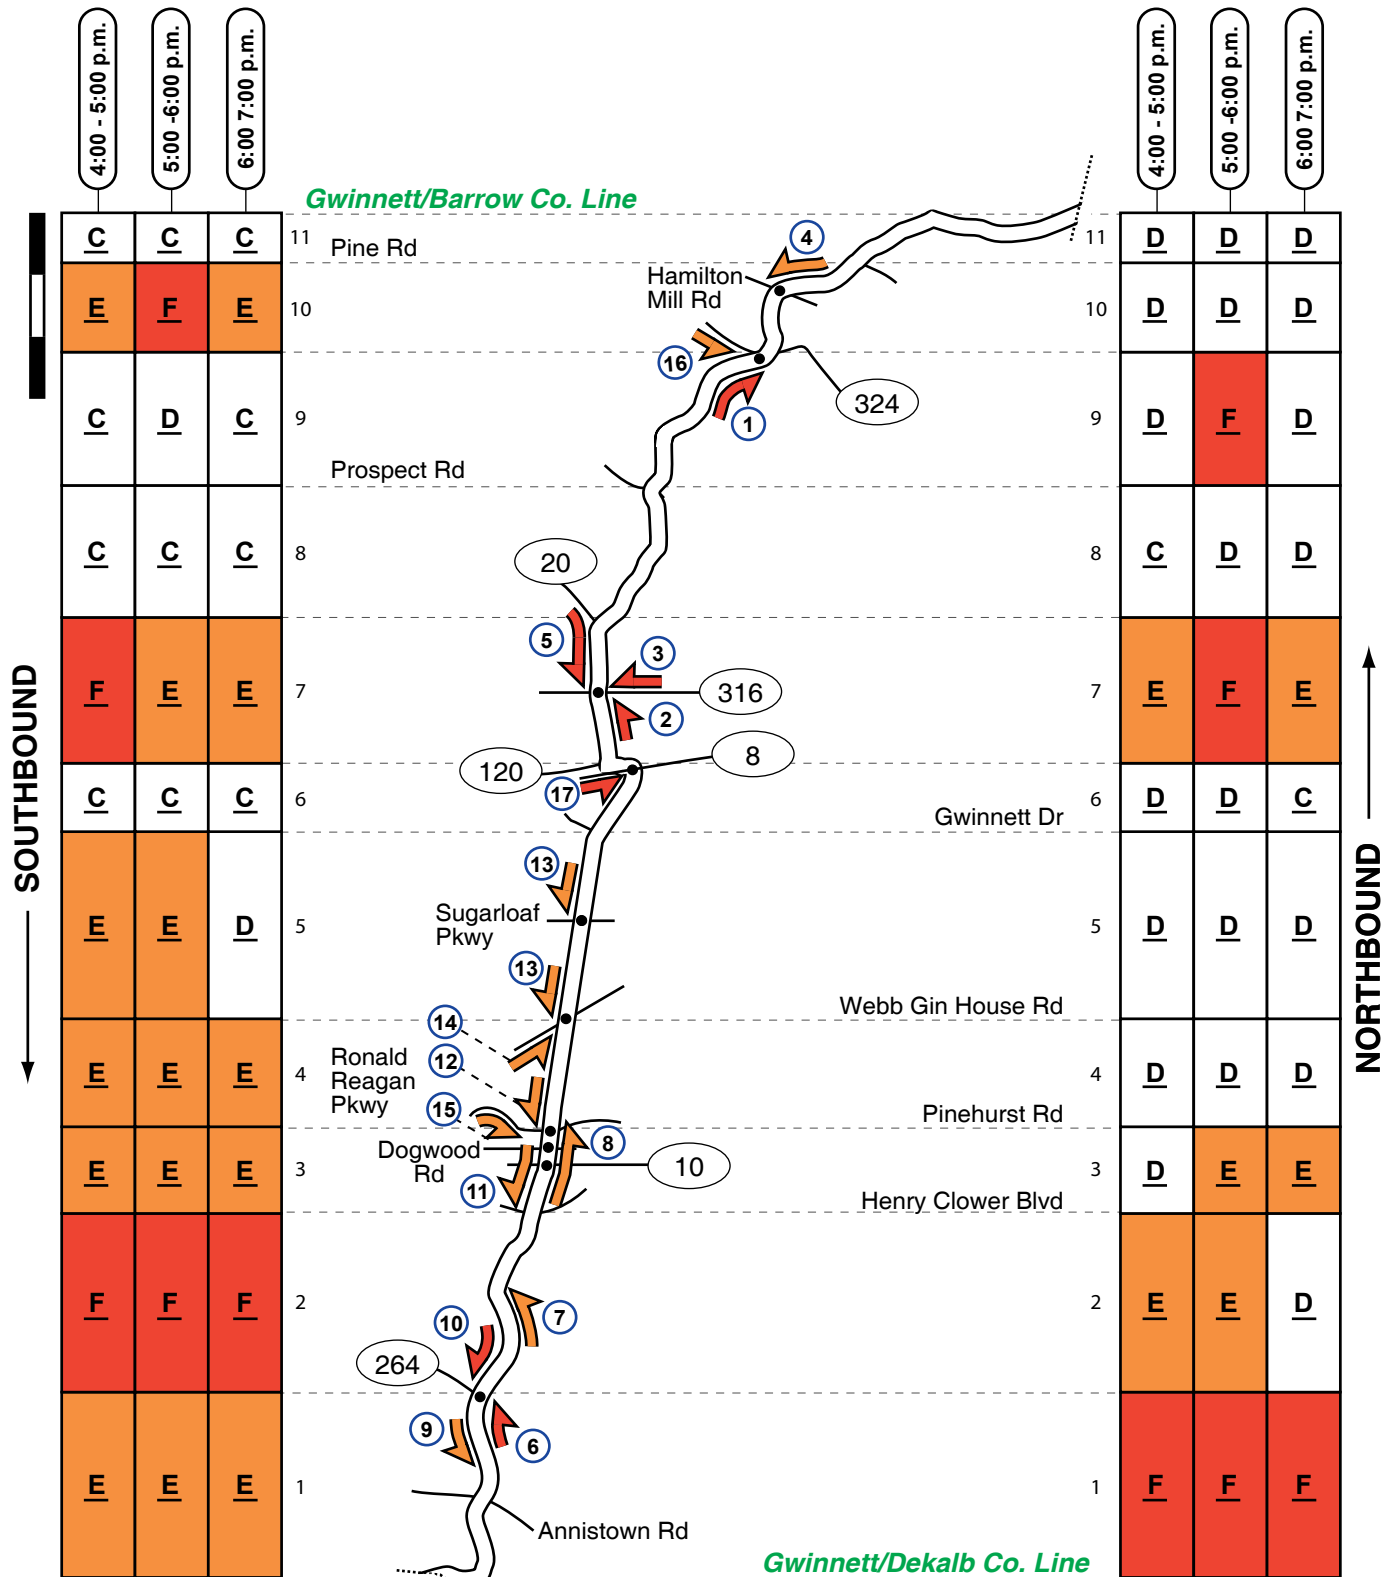 4:00 - 5:00 p.m.
5:00 -6:00 p.m.
6:00 7:00 p.m.
4:00 - 5:00 p.m.
5:00 -6:00 p.m.
6:00 7:00 p.m.
Gwinnett/Barrow Co. Line
C C C 11 Pine Rd 4 11 D D D
Hamilton
Mill Rd
E F E 10 10 D D D
16
324
1
C D C 9 9 D F D
Prospect Rd
C C C 8 8 C D D
20
5
3
F E E 7 316 7 E F E
2
8
120
17
C C C 6 6 D D C
Gwinnett Dr
13
Sugarloaf
Pkwy
E E D 5 5 D D D
13
Webb Gin House Rd
14
Ronald
Reagan
Pkwy
12
E E E 4 4 D D D
15
Pinehurst Rd
Dogwood
Rd
8
10
E E E 3 3 D E E
11
Henry Clower Blvd
F F F 2 2 E E D
7
10
264
9
6
E E E 1 1 F F F
Annistown Rd
Gwinnett/Dekalb Co. Line
SOUTHBOUND
NORTHBOUND